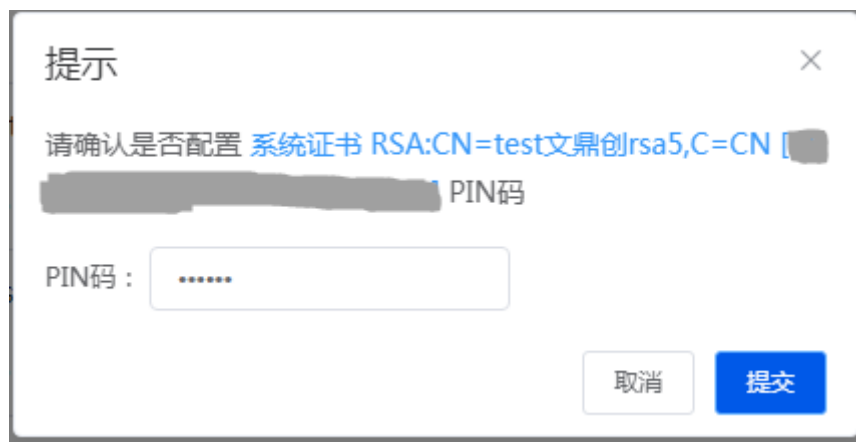 提示
请确认是否配置 系统证书 RSA:CN=test文鼎创rsa5,C=CN [
] PIN码
PIN码： ••••••
取消
提交